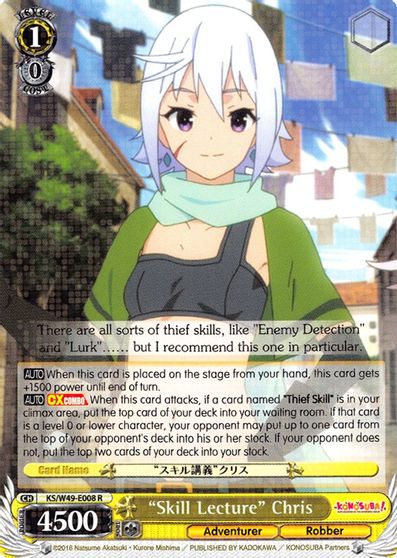 LEVEL
1
0
COST
There are all sorts of thief skills, like "Enemy Detection"
and "Lurk"...... but I recommend this one in particular.
AUTO When this card is placed on the stage from your hand, this card gets
+1500 power until end of turn.
AUTO CXCOMBO When this card attacks, if a card named "Thief Skill" is in your
climax area, put the top card of your deck into your waiting room. If that card
is a level 0 or lower character, your opponent may put up to one card from
the top of your opponent's deck into his or her stock. If your opponent does
not, put the top two cards of your deck into your stock.
Card Name
"スキル講義" クリス
CH KS/W49-E008 R
POWER
4500
SOUL
"Skill Lecture" Chris
KONOSUBA!
Adventurer
Robber
©2016 Natsume Akatsuki・Kurone Mishima / PUBLISHED BY KADOKAWA / KONOSUBA Partners